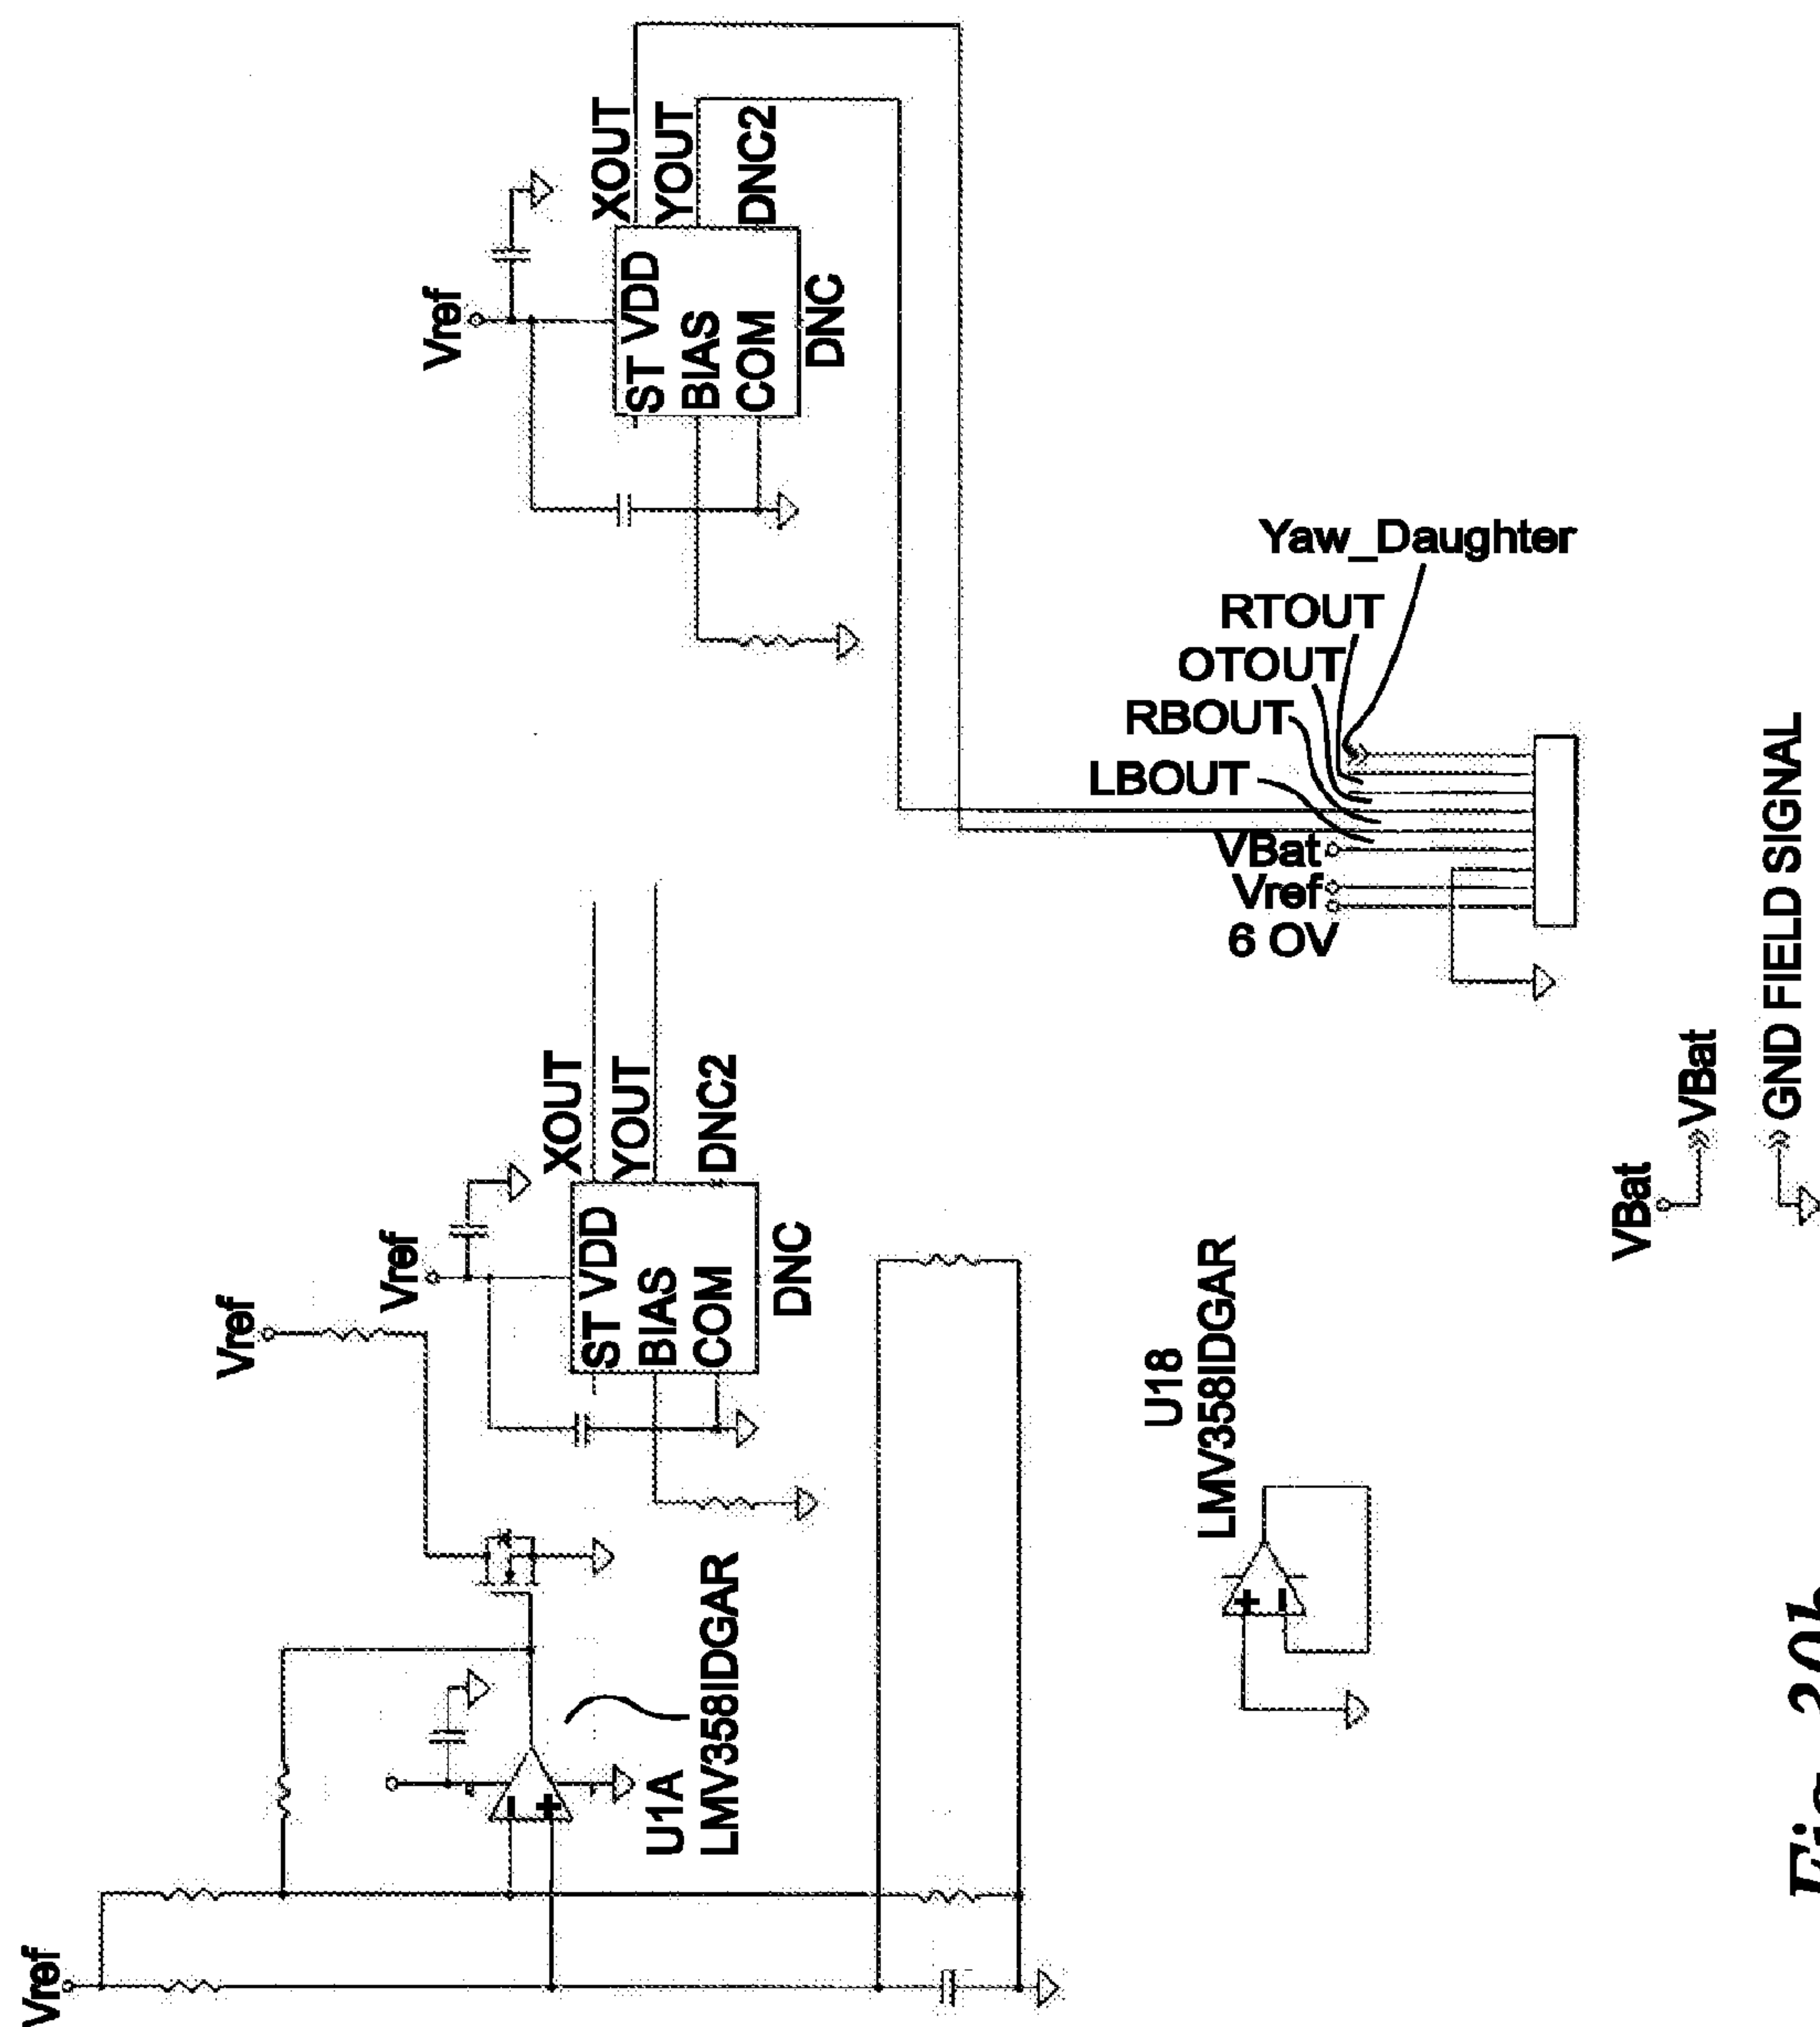 Vref
U1A
LMV358IDGAR
Vref
Vref
ST VDD
BIAS
COM
DNC
XOUT
YOUT
DNC2
U18
LMV358IDGAR
Vref
ST VDD
BIAS
COM
DNC
XOUT
YOUT
DNC2
Yaw_Daughter
RTOUT
OTOUT
RBOUT
LBOUT
VBat
Vref
6 OV
VBat
VBat
GND FIELD SIGNAL
Fig. 20b